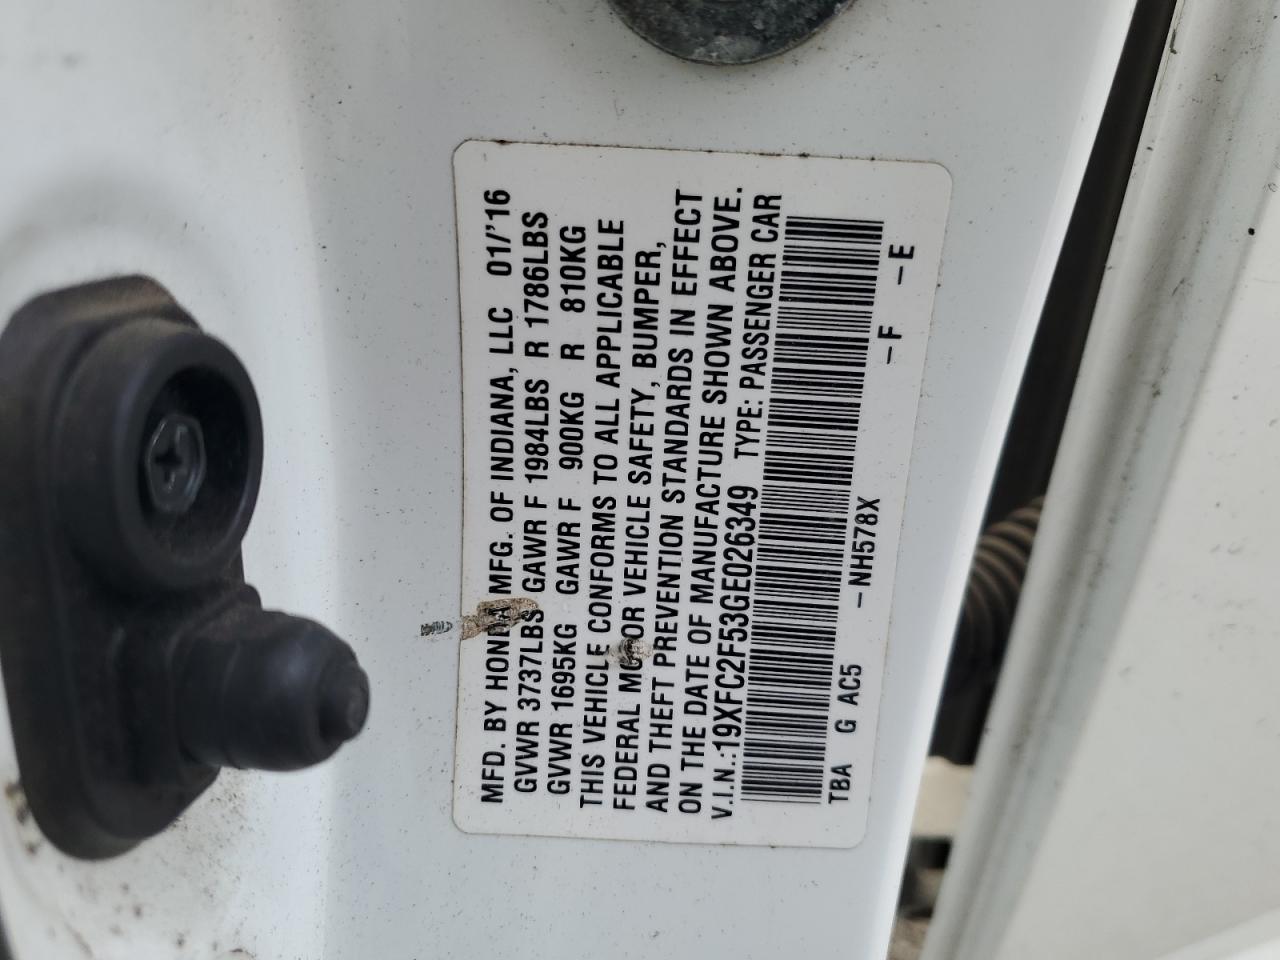 MFD. BY HONDA MFG. OF INDIANA, LLC 01/'16
GVWR 3737LBS GAWR F 1984LBS R 1786LBS
GVWR 1695KG GAWR F 900KG R 810KG
THIS VEHICLE CONFORMS TO ALL APPLICABLE
FEDERAL MOTOR VEHICLE SAFETY, BUMPER,
AND THEFT PREVENTION STANDARDS IN EFFECT
ON THE DATE OF MANUFACTURE SHOWN ABOVE.
V.I.N.:19XFC2F53GE026349 TYPE: PASSENGER CAR
TBA G AC5 -NH578X -F -E